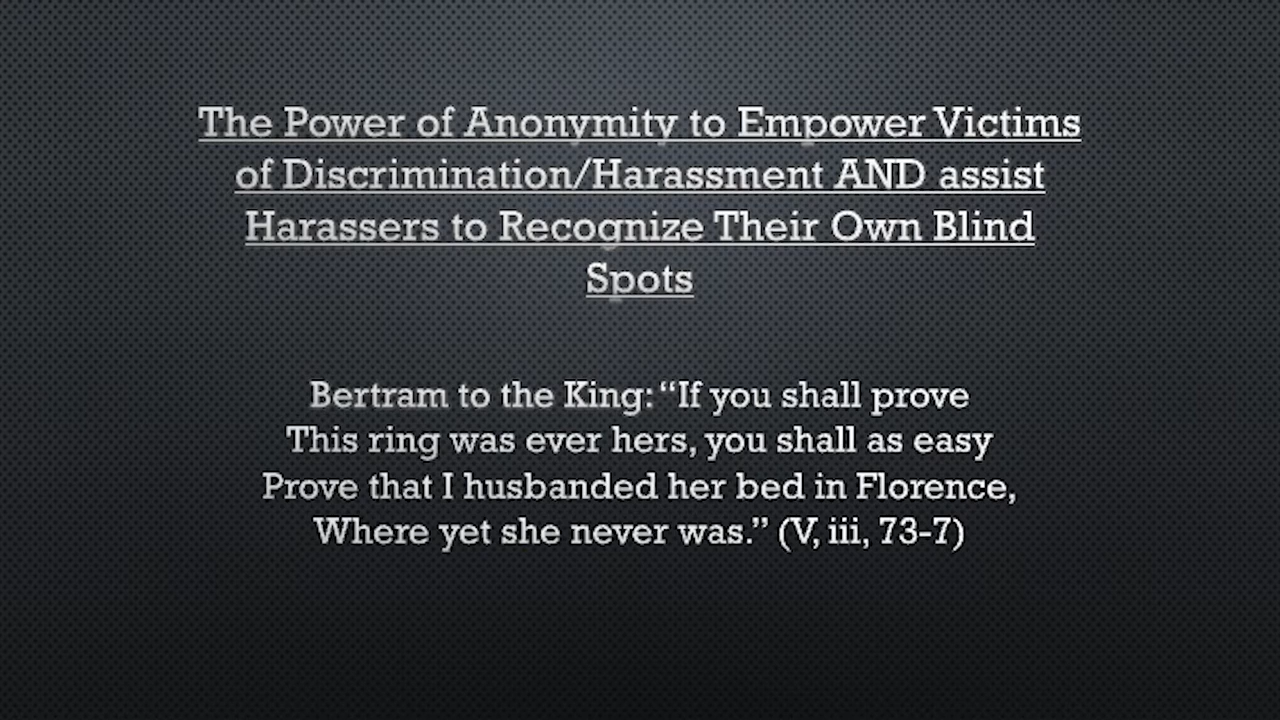 The Power of Anonymity to Empower Victims
of Discrimination/Harassment AND assist
Harassers to Recognize Their Own Blind
Spots
Bertram to the King: “If you shall prove
This ring was ever hers, you shall as easy
Prove that I husbanded her bed in Florence,
Where yet she never was.” (V, iii, 73-7)